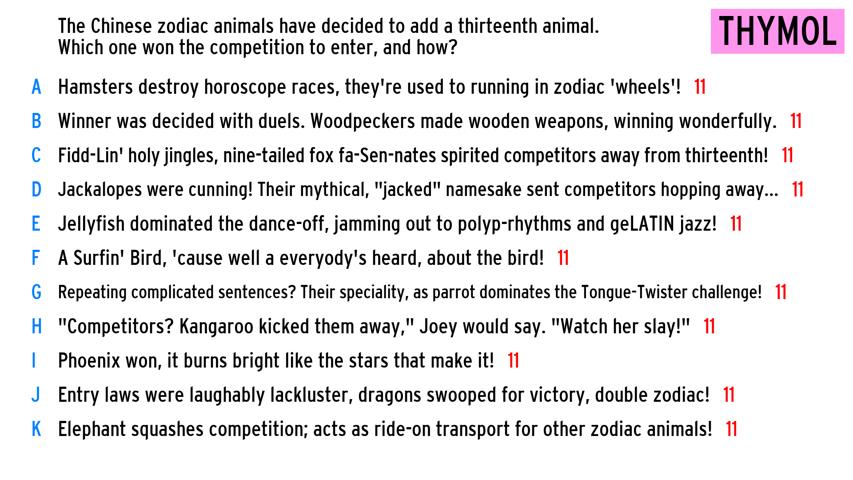 The Chinese zodiac animals have decided to add a thirteenth animal.
Which one won the competition to enter, and how?
THYMOL
A Hamsters destroy horoscope races, they're used to running in zodiac 'wheels'! 11
B Winner was decided with duels. Woodpeckers made wooden weapons, winning wonderfully. 11
C Fidd-Lin' holy jingles, nine-tailed fox fa-Sen-nates spirited competitors away from thirteenth! 11
D Jackalopes were cunning! Their mythical, "jacked" namesake sent competitors hopping away... 11
E Jellyfish dominated the dance-off, jamming out to polyp-rhythms and geLATIN jazz! 11
F A Surfin' Bird, 'cause well a everyody's heard, about the bird! 11
G Repeating complicated sentences? Their speciality, as parrot dominates the Tongue-Twister challenge! 11
H "Competitors? Kangaroo kicked them away," Joey would say. "Watch her slay!" 11
I Phoenix won, it burns bright like the stars that make it! 11
J Entry laws were laughably lackluster, dragons swooped for victory, double zodiac! 11
K Elephant squashes competition; acts as ride-on transport for other zodiac animals! 11